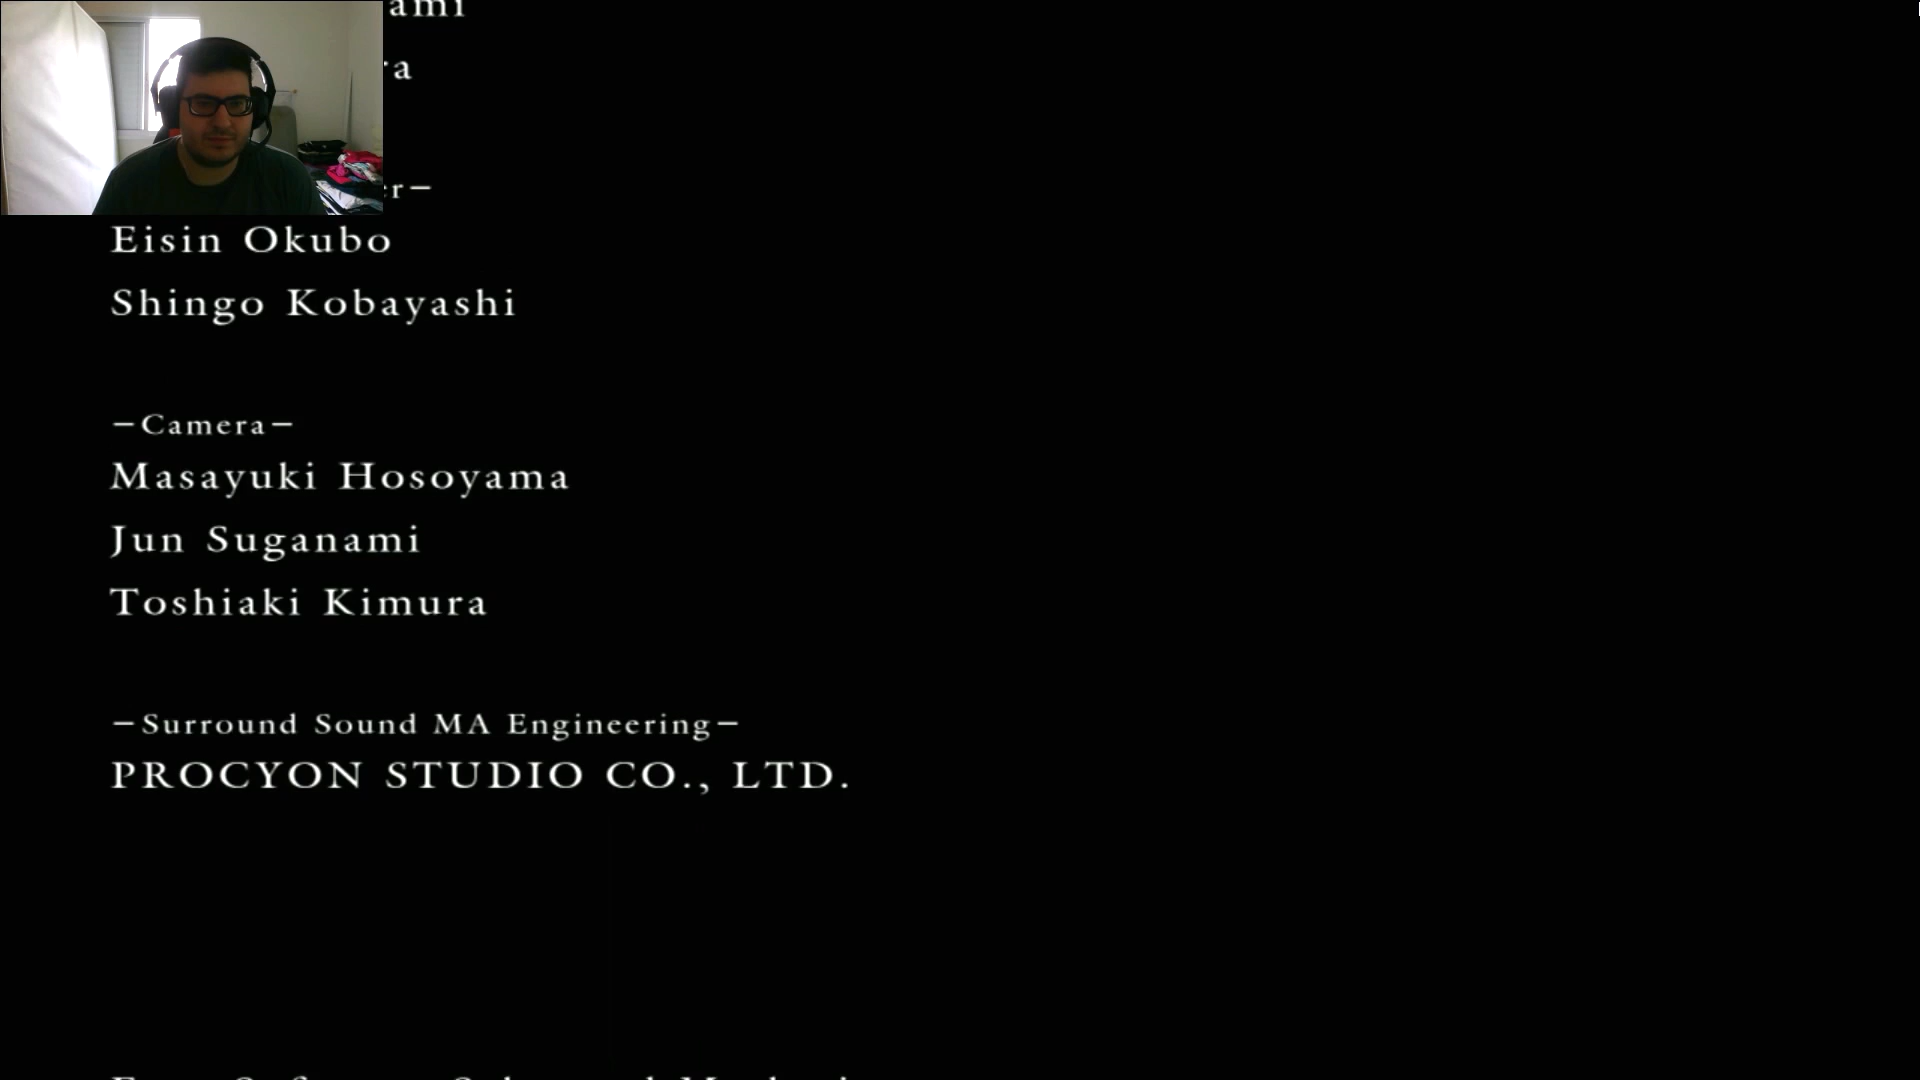 Eisin Okubo
Shingo Kobayashi
—Camera—
Masayuki Hosoyama
Jun Suganami
Toshiaki Kimura
—Surround Sound MA Engineering—
PROCYON STUDIO CO., LTD.